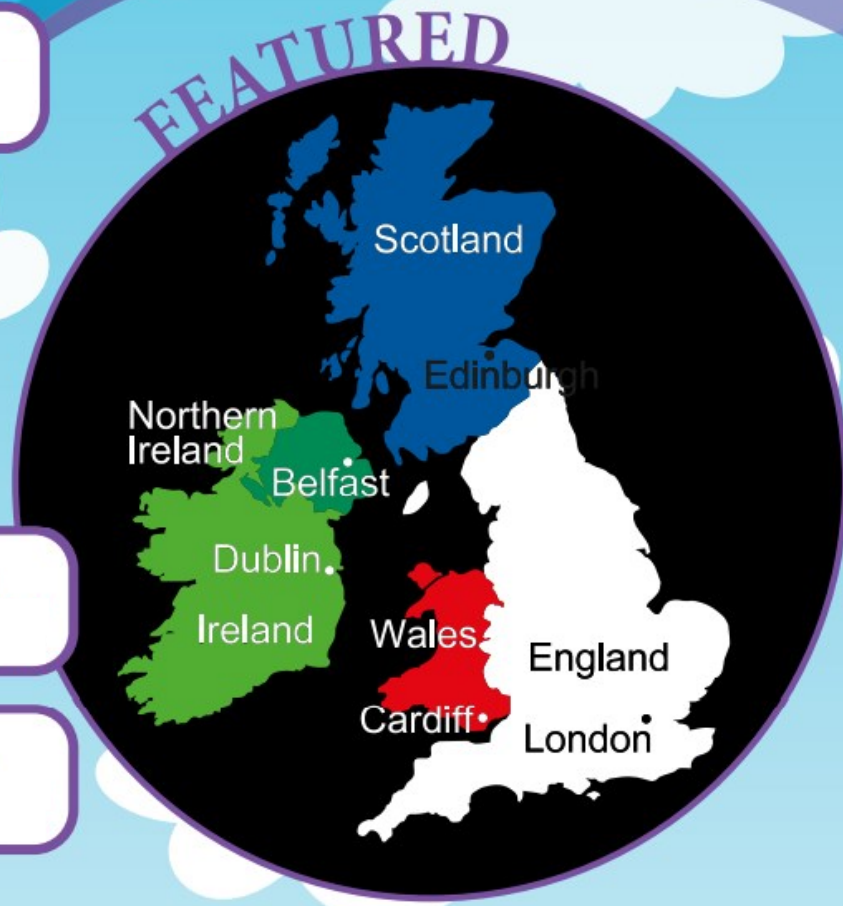 FEATURED
Scotland
Edinburgh
Northern
Ireland
Belfast
Dublin
Ireland
Wales
England
Cardiff
London